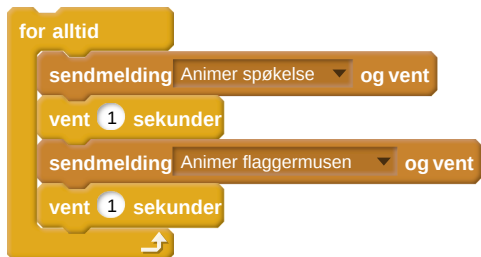 for alltid
sendmelding Animer spøkelse og vent
vent 1 sekunder
sendmelding Animer flaggermusen og vent
vent 1 sekunder